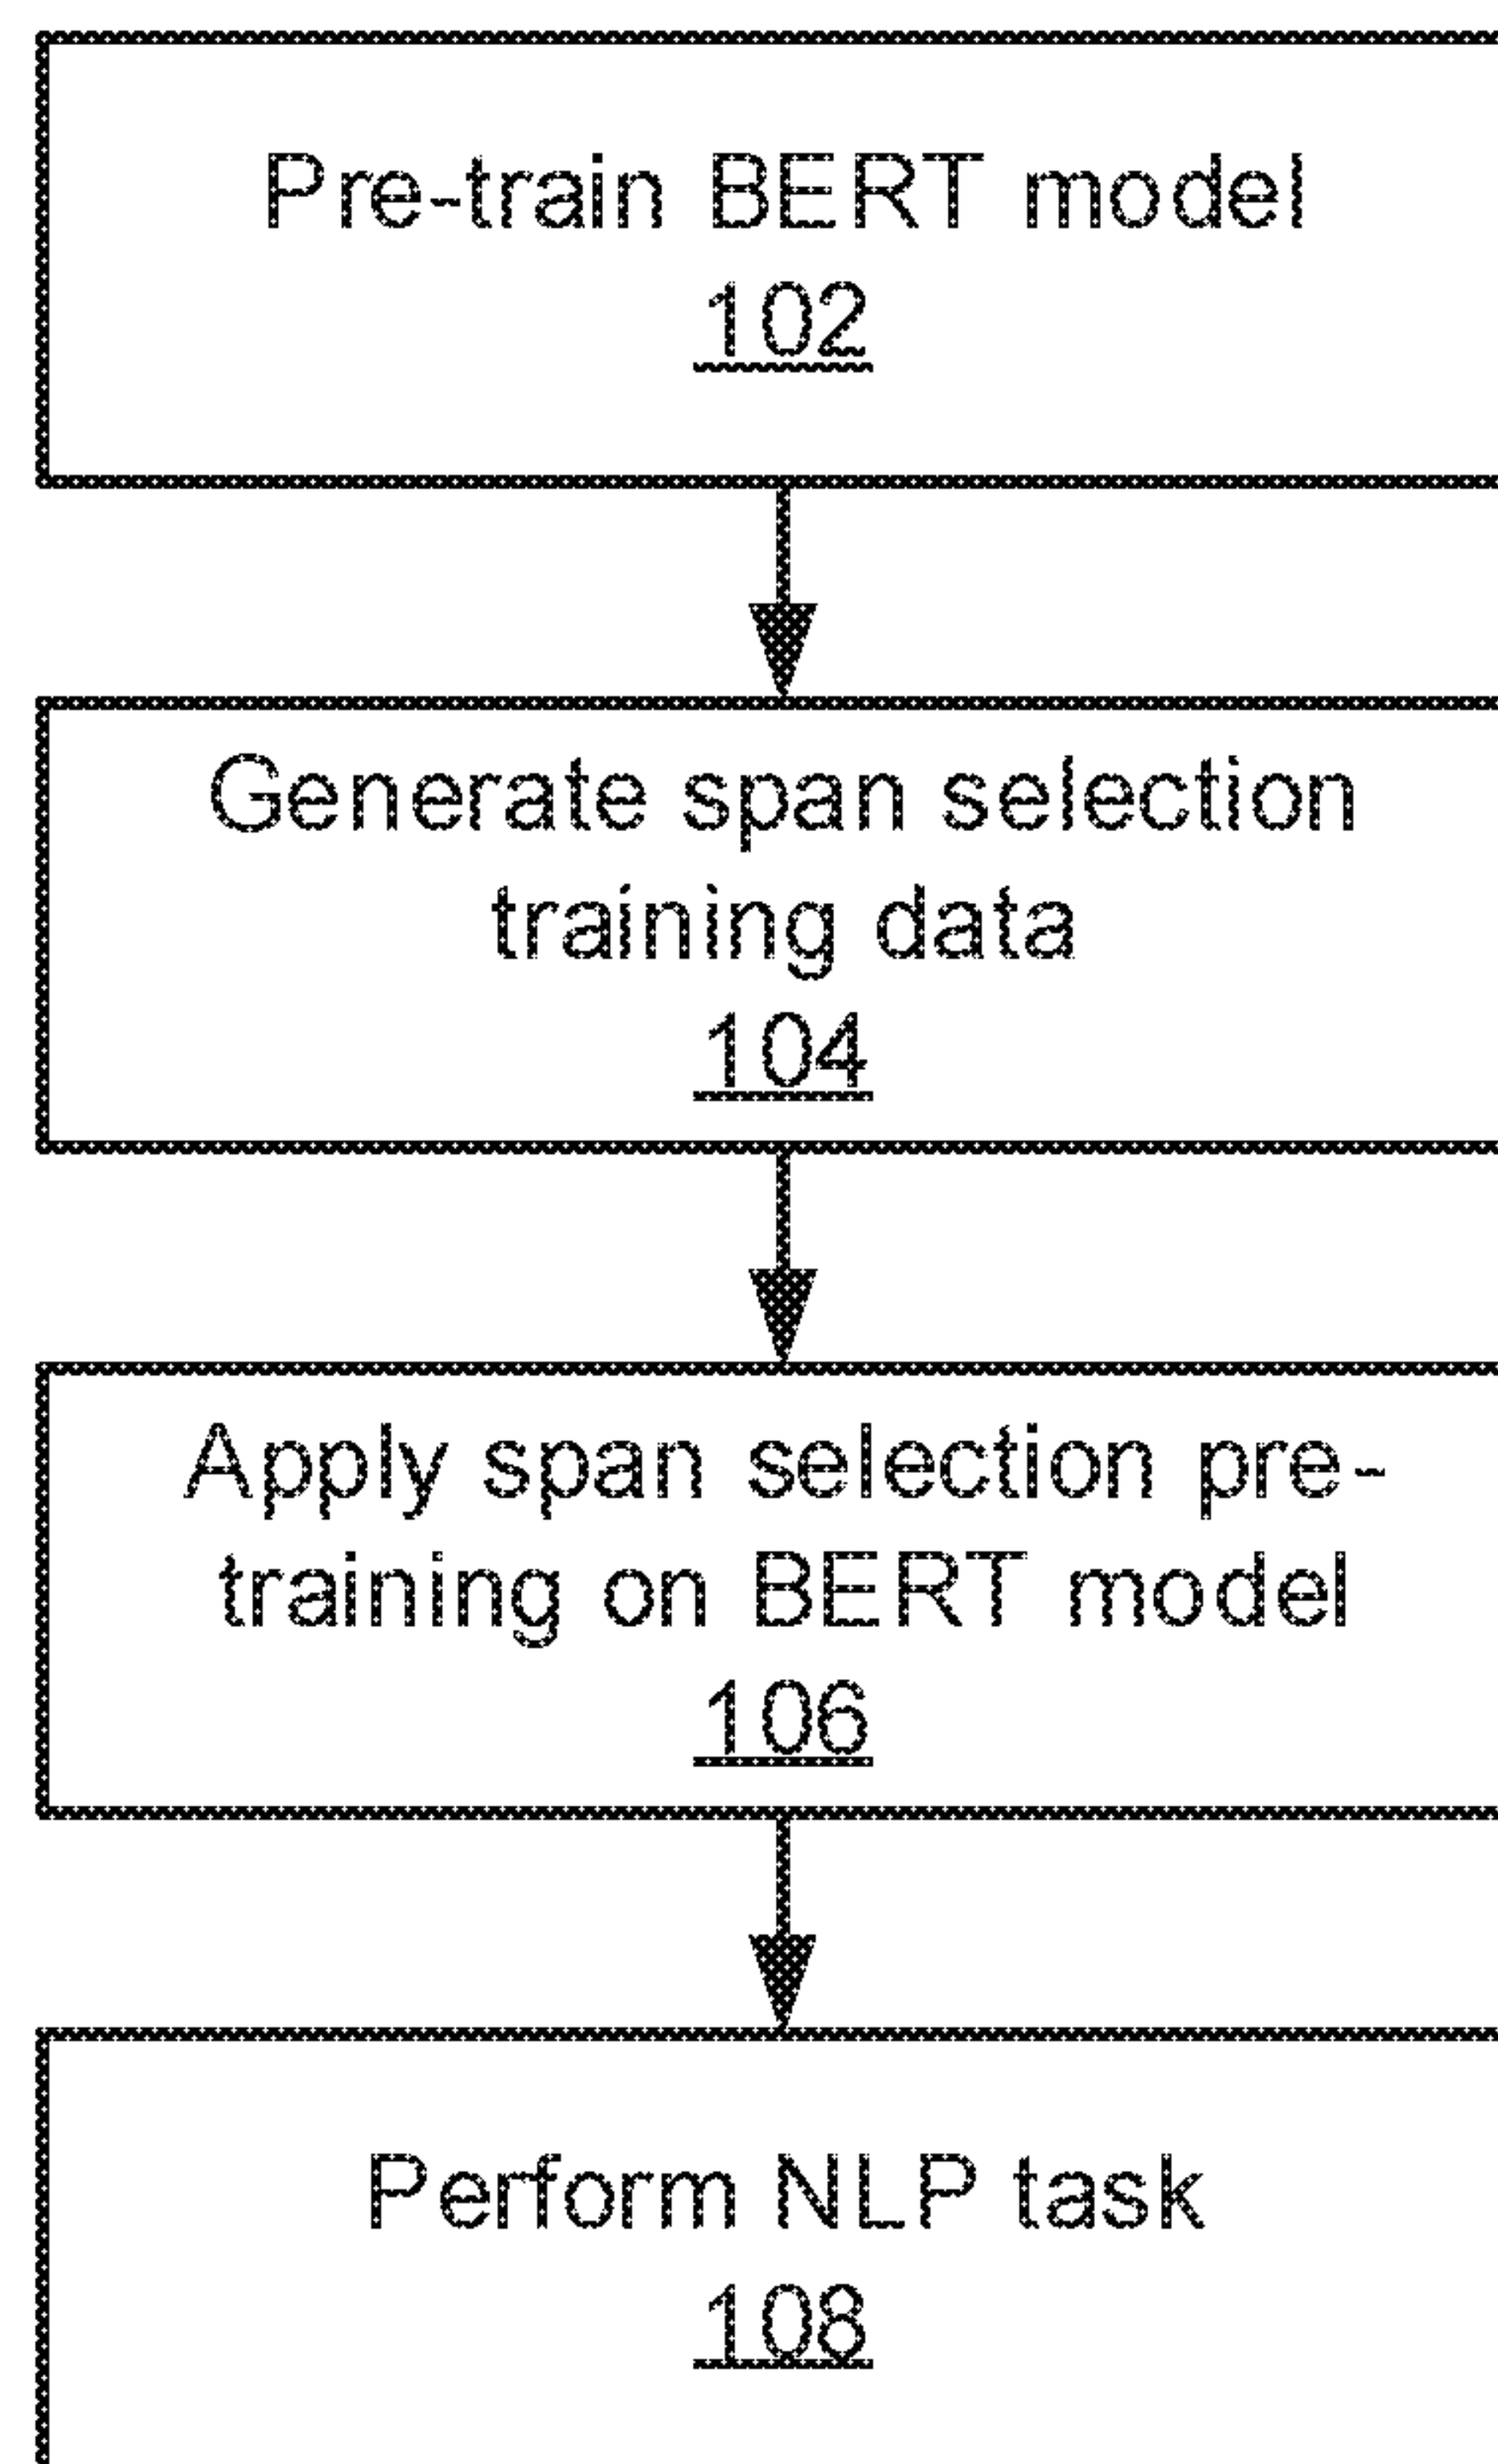 Pre-train BERT model
102
Generate span selection
training data
104
Apply span selection pre-
training on BERT model
106
Perform NLP task
108